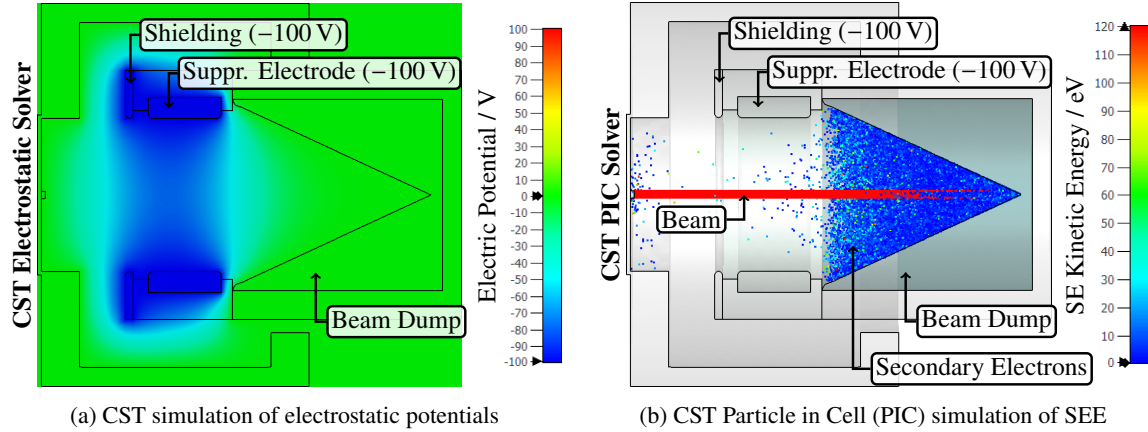 CST Electrostatic Solver
Shielding (−100 V)
Suppr. Electrode (−100 V)
Beam Dump
Electric Potential / V
100
90
80
70
60
50
40
30
20
10
0
-10
-20
-30
-40
-50
-60
-70
-80
-90
-100
(a) CST simulation of electrostatic potentials
CST PIC Solver
Shielding (−100 V)
Suppr. Electrode (−100 V)
Beam
Beam Dump
Secondary Electrons
SE Kinetic Energy / eV
120
110
100
90
80
70
60
50
40
30
20
10
0
(b) CST Particle in Cell (PIC) simulation of SEE